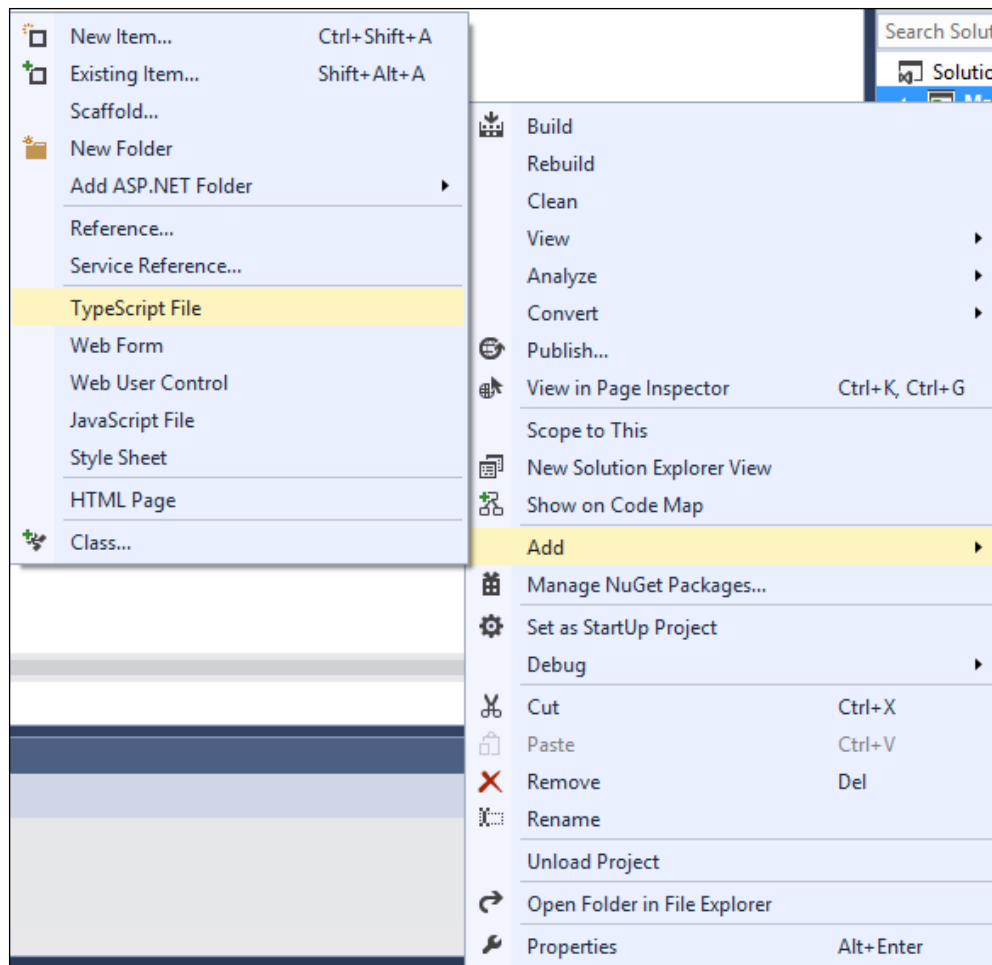 New Item... Ctrl+Shift+A
Existing Item... Shift+Alt+A
Scaffold...
New Folder
Add ASP.NET Folder
Reference...
Service Reference...
TypeScript File
Web Form
Web User Control
JavaScript File
Style Sheet
HTML Page
Class...
Search Solut
Solutio
Build
Rebuild
Clean
View
Analyze
Convert
Publish...
View in Page Inspector Ctrl+K, Ctrl+G
Scope to This
New Solution Explorer View
Show on Code Map
Add
Manage NuGet Packages...
Set as StartUp Project
Debug
Cut Ctrl+X
Paste Ctrl+V
Remove Del
Rename
Unload Project
Open Folder in File Explorer
Properties Alt+Enter